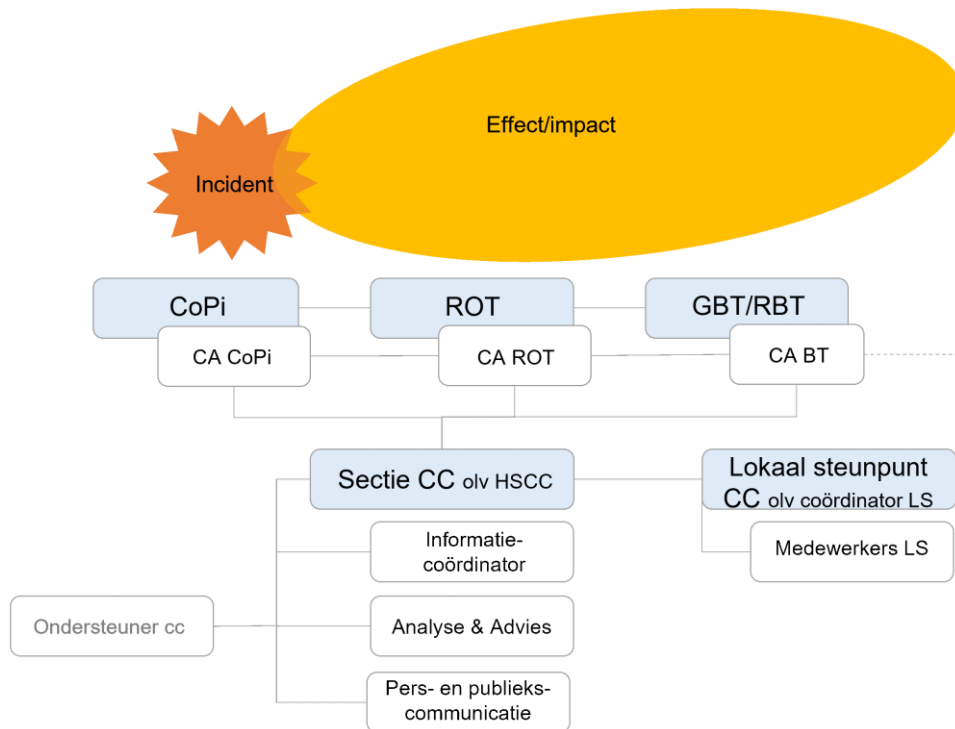 Effect/impact
Incident
CoPi
ROT
GBT/RBT
CA CoPi
CA ROT
CA BT
Sectie CC olv HSCC
Lokaal steunpunt
CC olv coördinator LS
Informatie-
coördinator
Medewerkers LS
Ondersteuner cc
Analyse & Advies
Pers- en publieks-
communicatie